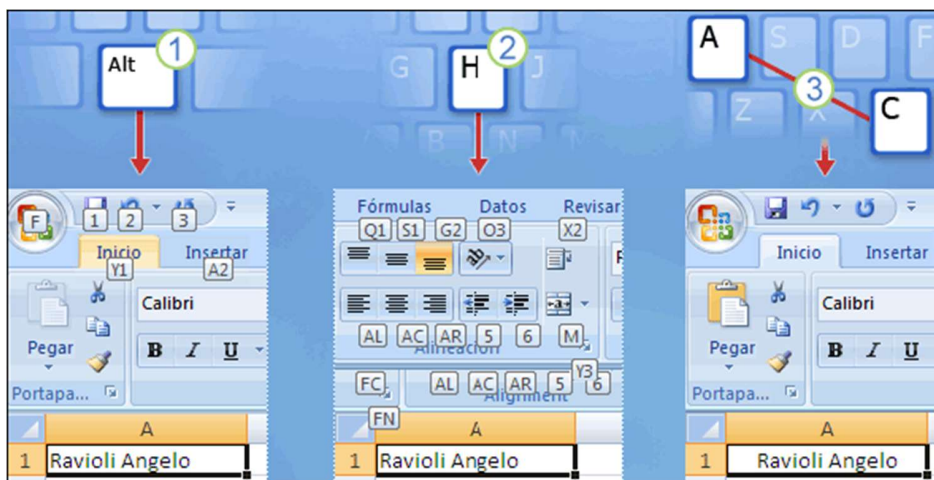 Alt 1
G H J 2
B N N
A S D F
Z X C 3
F 1 2 3
Inicio Insertar
Y1 A2
Calibri
Pegar B I U
Portapa...
A
1 Ravioli Angelo
Fórmulas Datos Revisar
Q1 S1 G2 O3 X2
AL AC AR 5 6 M
Alineación
FC AL AC AR 5 Y3 6
Alignment
FN A
1 Ravioli Angelo
Inicio Insertar
Calibri
Pegar B I U
Portapa...
A
1 Ravioli Angelo